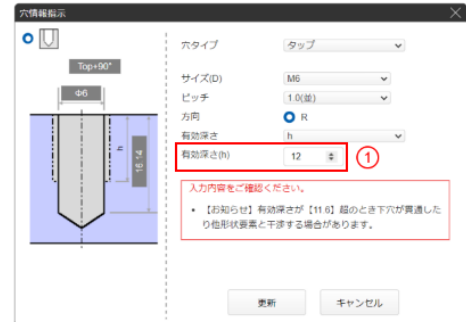 穴情報指示
Top+90°
Φ6
h
16.14
穴タイプ タップ
サイズ(D) M6
ピッチ 1.0(並)
方向 R
有効深さ h
有効深さ(h) 12 ①
入力内容をご確認ください。
• 【お知らせ】有効深さが【11.6】超のとき下穴が貫通した
り他形状要素と干渉する場合があります。
更新 キャンセル